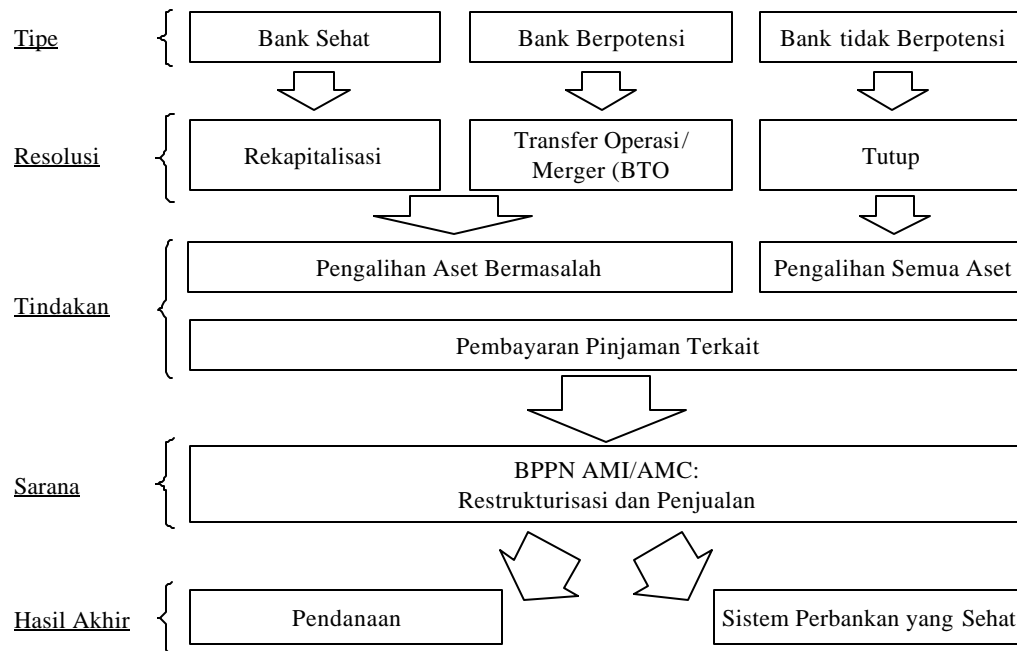 Tipe
Bank Sehat
Bank Berpotensi
Bank tidak Berpotensi
Resolusi
Rekapitalisasi
Transfer Operasi/
Merger (BTO
Tutup
Tindakan
Pengalihan Aset Bermasalah
Pengalihan Semua Aset
Pembayaran Pinjaman Terkait
Sarana
BPPN AMI/AMC:
Restrukturisasi dan Penjualan
Hasil Akhir
Pendanaan
Sistem Perbankan yang Sehat